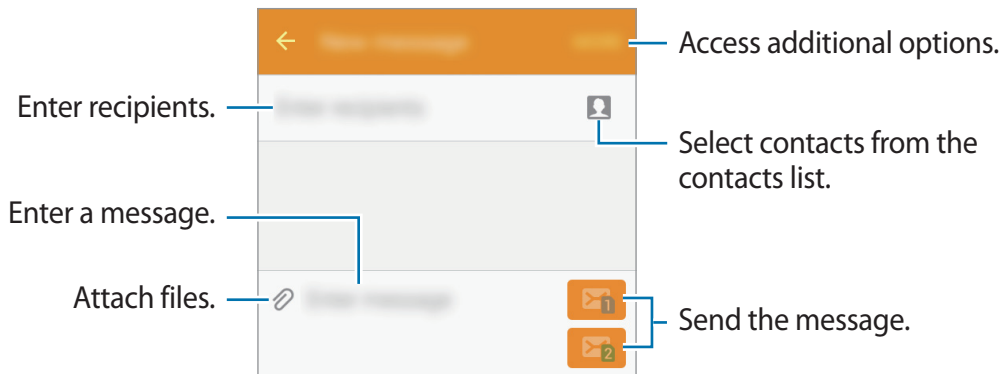 Access additional options.
Enter recipients.
Select contacts from the
contacts list.
Enter a message.
Attach files.
1
Send the message.
2